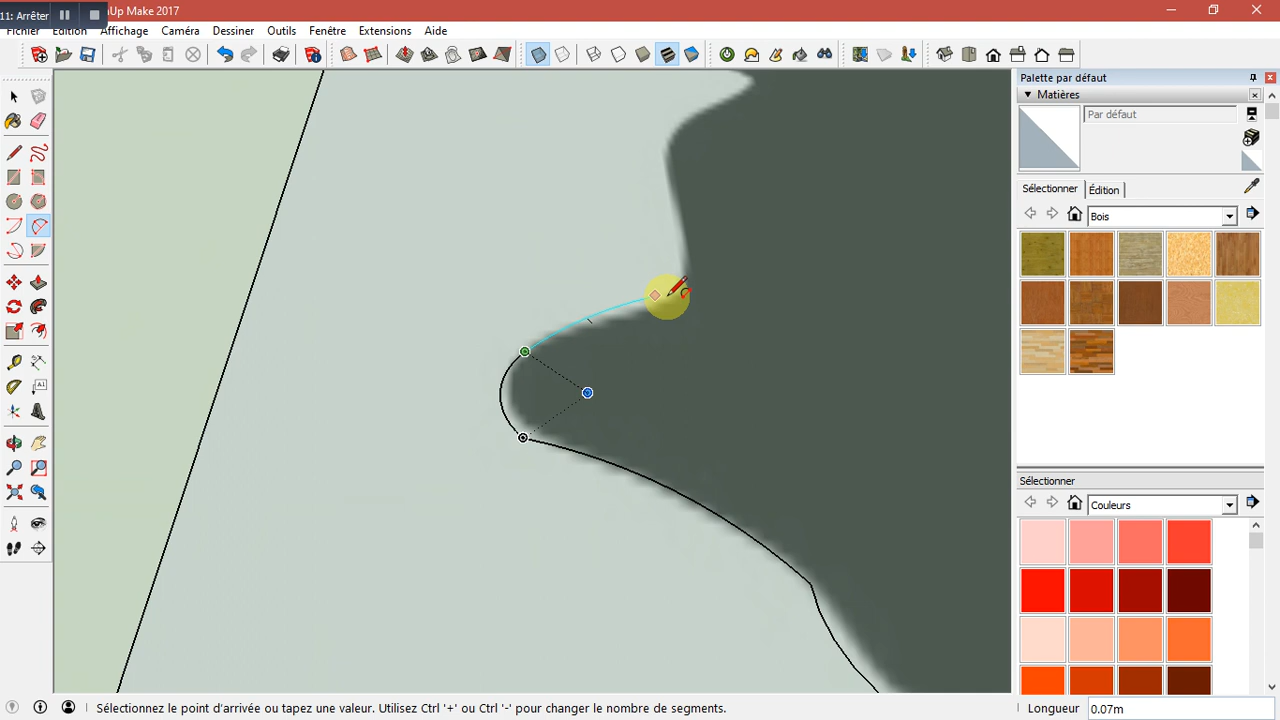 11: Arrêter
up Make 2017
Fichier Edition Affichage Caméra Dessiner Outils Fenêtre Extensions Aide
Palette par défaut
Matières
Par défaut
Sélectionner Édition
Bois
A1
Sélectionner
Couleurs
Sélectionnez le point d'arrivée ou tapez une valeur. Utilisez Ctrl '+' ou Ctrl '-' pour changer le nombre de segments.
Longueur 0.07m